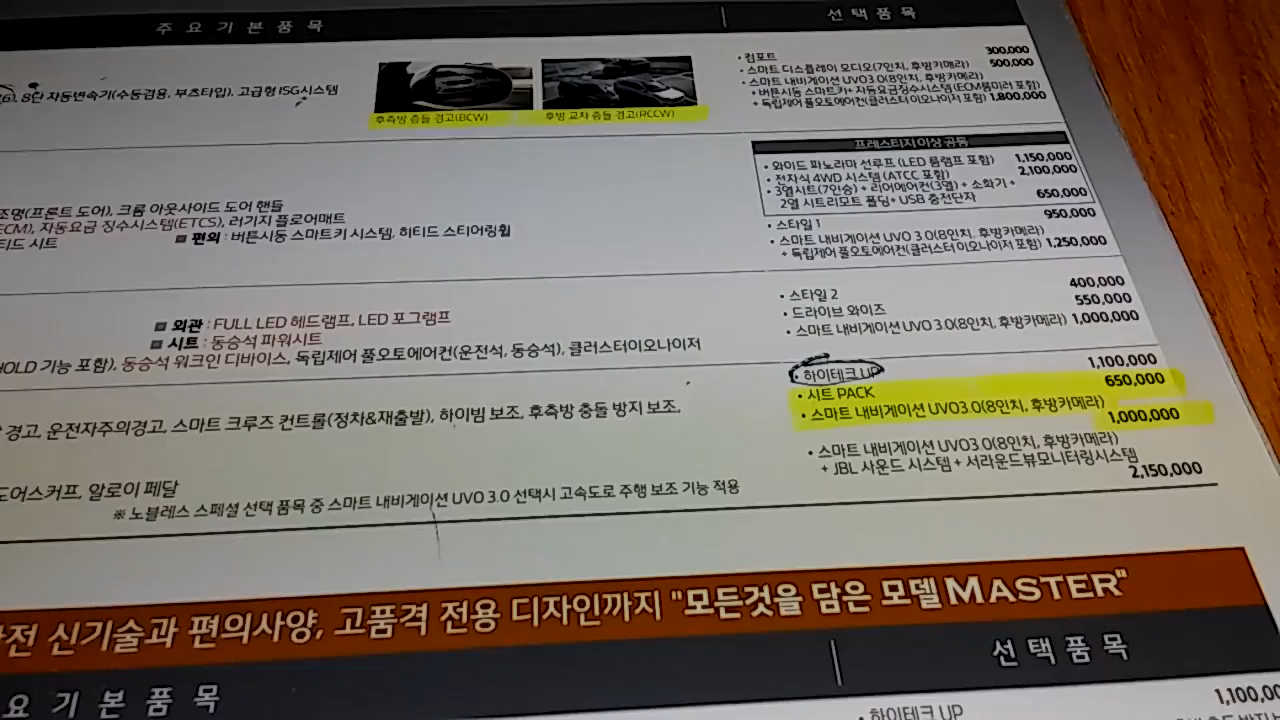 주요기본품목
선택품목
8단 자동변속기(수동겸용, 부츠타입), 고급형 ISG시스템
후측방 충돌 경고(BCW)
후방 교차 충돌 경고(RCCW)
• 컴포트 300,000
• 스마트 디스플레이 오디오(7인치, 후방카메라) 500,000
• 스마트 내비게이션 UVO3.0(8인치, 후방카메라)
+ 버튼시동 스마트키 + 자동요금징수시스템(ECM룸미러 포함)
+ 독립제어 풀오토에어컨(클러스터 이오나이저 포함) 1,800,000
프레스티지 이상 공통
• 와이드 파노라마 선루프 (LED 룸램프 포함) 1,150,000
• 전자식 4WD 시스템 (ATCC 포함) 2,100,000
• 3열시트(7인승) + 리어에어컨(3열) + 소화기 +
2열 시트리모트 폴딩+ USB 충전단자 650,000
조명(프론트 도어), 크롬 아웃사이드 도어 핸들
ECM), 자동요금 징수시스템(ETCS), 러기지 플로어매트
티드 시트 ■ 편의 : 버튼시동 스마트키 시스템, 히티드 스티어링휠
• 스타일 1 950,000
• 스마트 내비게이션 UVO 3.0(8인치, 후방카메라)
+ 독립제어 풀오토에어컨(클러스터 이오나이저 포함) 1,250,000
■ 외관 : FULL LED 헤드램프, LED 포그램프
■ 시트 : 동승석 파워시트
HOLD 기능 포함), 동승석 워크인 디바이스, 독립제어 풀오토에어컨(운전석, 동승석), 클러스터이오나이저
• 스타일 2 400,000
• 드라이브 와이즈 550,000
• 스마트 내비게이션 UVO 3.0(8인치, 후방카메라) 1,000,000
경고, 운전자주의경고, 스마트 크루즈 컨트롤(정차&재출발), 하이빔 보조, 후측방 충돌 방지 보조,
도어스커프, 알로이 페달
※ 노블레스 스페셜 선택 품목 중 스마트 내비게이션 UVO 3.0 선택시 고속도로 주행 보조 기능 적용
• 하이테크 UP 1,100,000
• 시트 PACK 650,000
• 스마트 내비게이션 UVO3.0(8인치, 후방카메라) 1,000,000
• 스마트 내비게이션 UVO3.0(8인치, 후방카메라)
+ JBL 사운드 시스템 + 서라운드뷰모니터링시스템 2,150,000
안전 신기술과 편의사양, 고품격 전용 디자인까지 "모든것을 담은 모델 MASTER"
요기본품목
선택품목
• 하이테크 UP